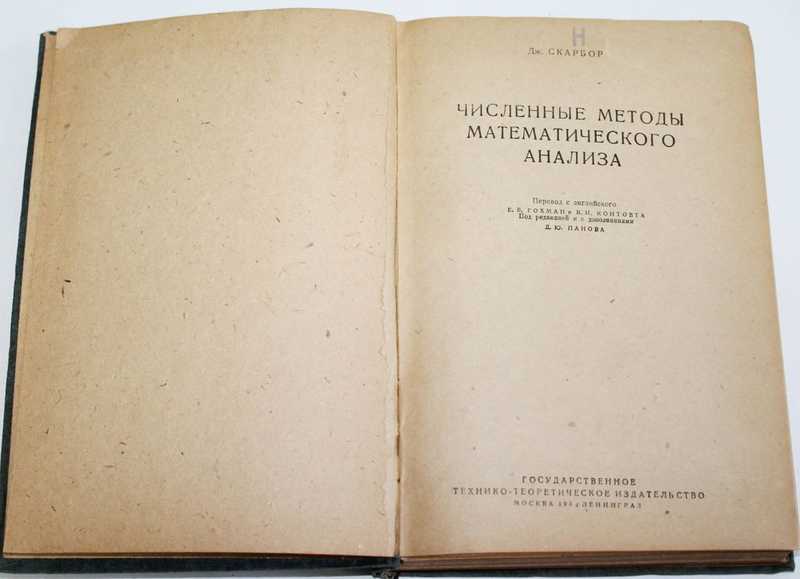 Н
Дж. СКАРБОР
ЧИСЛЕННЫЕ МЕТОДЫ
МАТЕМАТИЧЕСКОГО
АНАЛИЗА
Перевод с английского
ГОХМАН и В. И. КОНТОВТА
Под редакцией и с дополнениями
Д. Ю. ПАНОВА
ГОСУДАРСТВЕННОЕ
ТЕХНИКО-ТЕОРЕТИЧЕСКОЕ ИЗДАТЕЛЬСТВО
МОСКВА ЛЕНИНГРАД